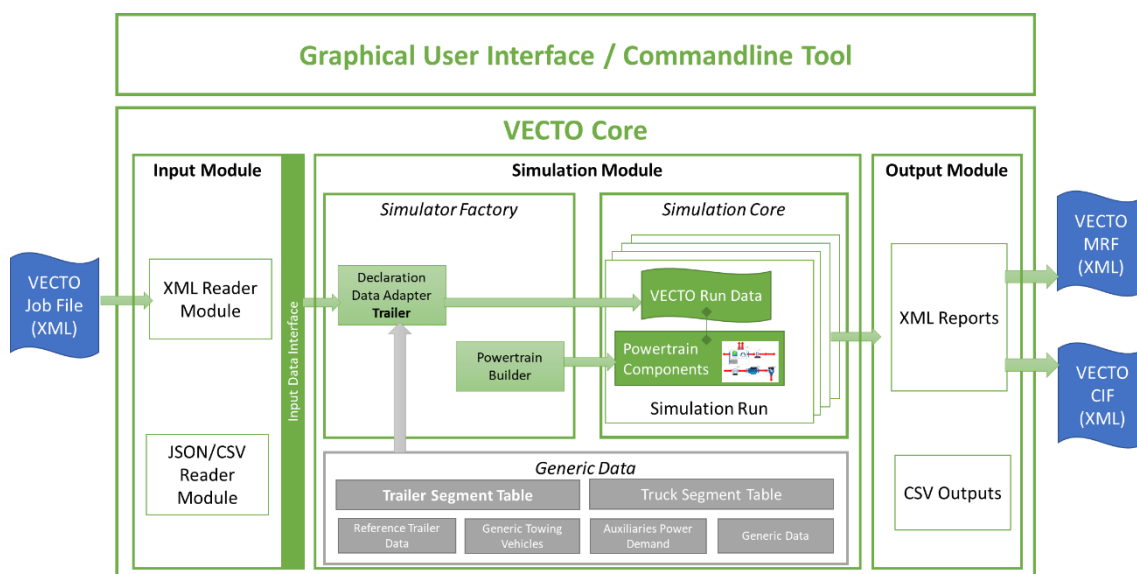 Graphical User Interface / Commandline Tool
VECTO Core
Input Module
Simulation Module
Output Module
Simulator Factory
Simulation Core
VECTO
Job File
(XML)
XML Reader
Module
JSON/CSV
Reader
Module
Input Data Interface
Declaration
Data Adapter
Trailer
Powertrain
Builder
VECTO Run Data
Powertrain
Components
Simulation Run
Generic Data
Trailer Segment Table
Truck Segment Table
Reference Trailer
Data
Generic Towing
Vehicles
Auxiliaries Power
Demand
Generic Data
XML Reports
CSV Outputs
VECTO
MRF
(XML)
VECTO
CIF
(XML)